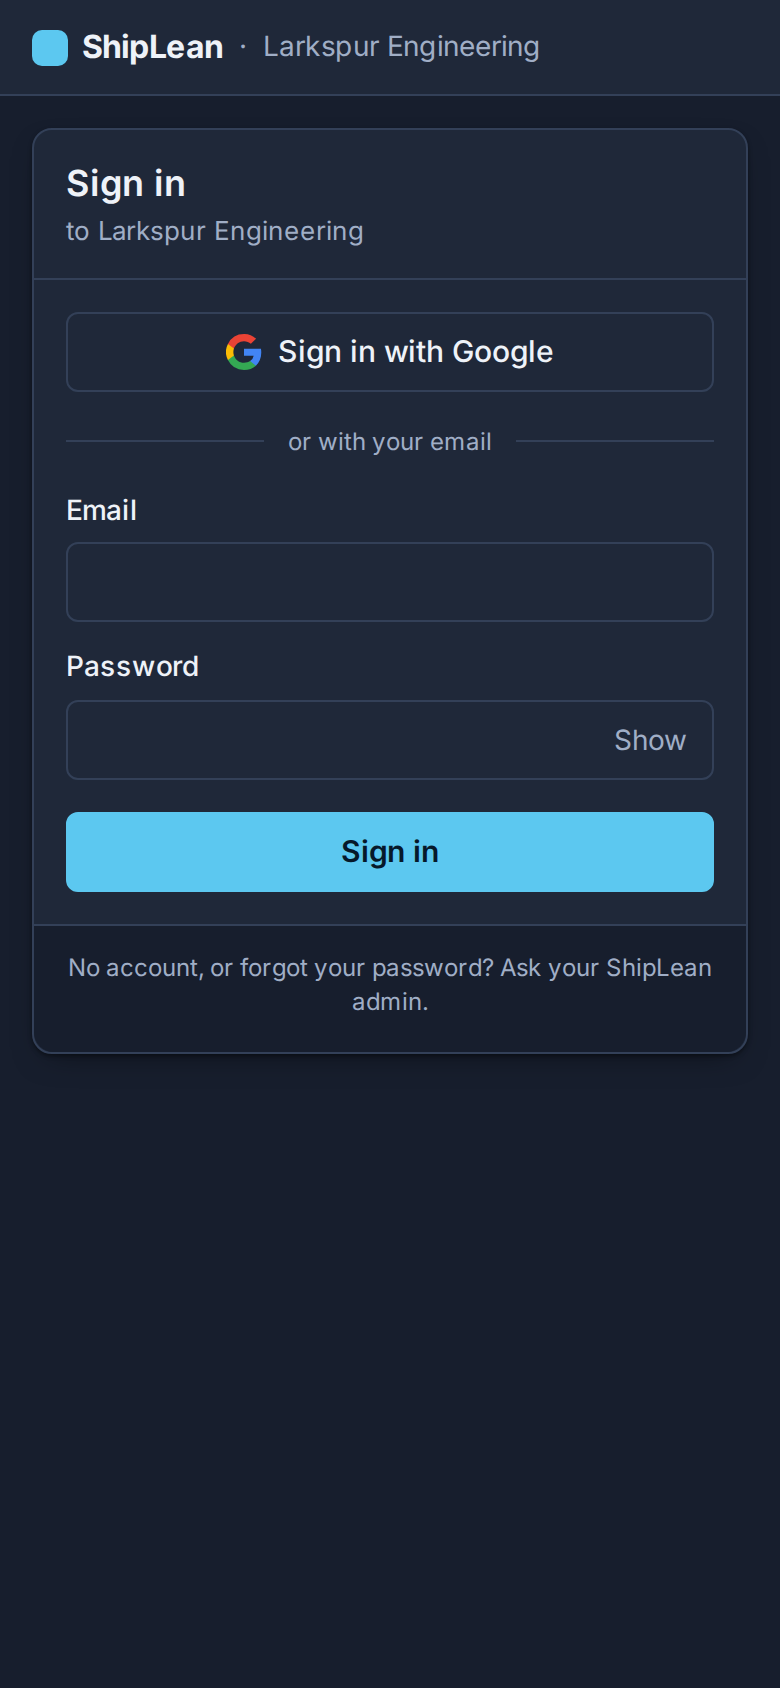 ShipLean · Larkspur Engineering
Sign in
to Larkspur Engineering
Sign in with Google
or with your email
Email
Password
Show
Sign in
No account, or forgot your password? Ask your ShipLean
admin.